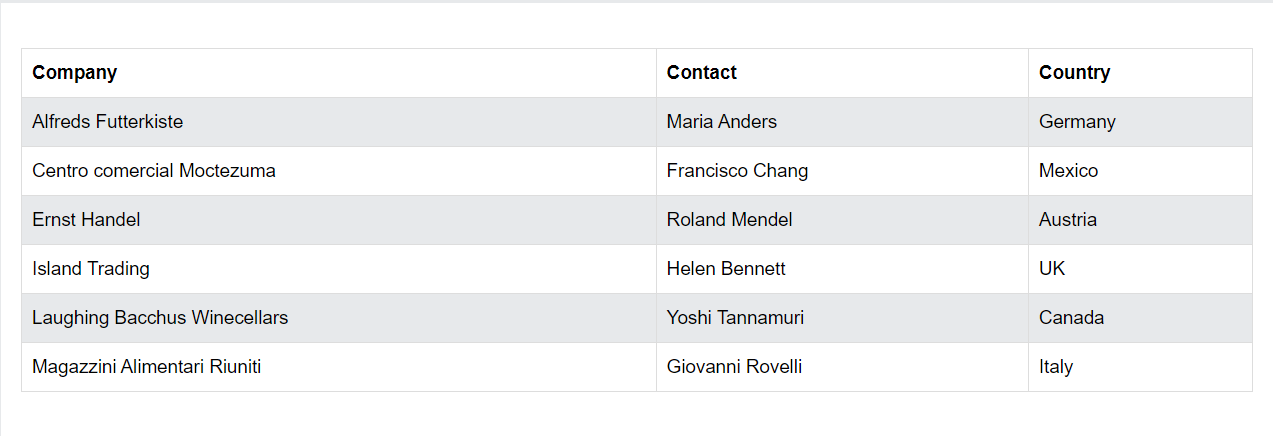 Company Contact Country
Alfreds Futterkiste Maria Anders Germany
Centro comercial Moctezuma Francisco Chang Mexico
Ernst Handel Roland Mendel Austria
Island Trading Helen Bennett UK
Laughing Bacchus Winecellars Yoshi Tannamuri Canada
Magazzini Alimentari Riuniti Giovanni Rovelli Italy